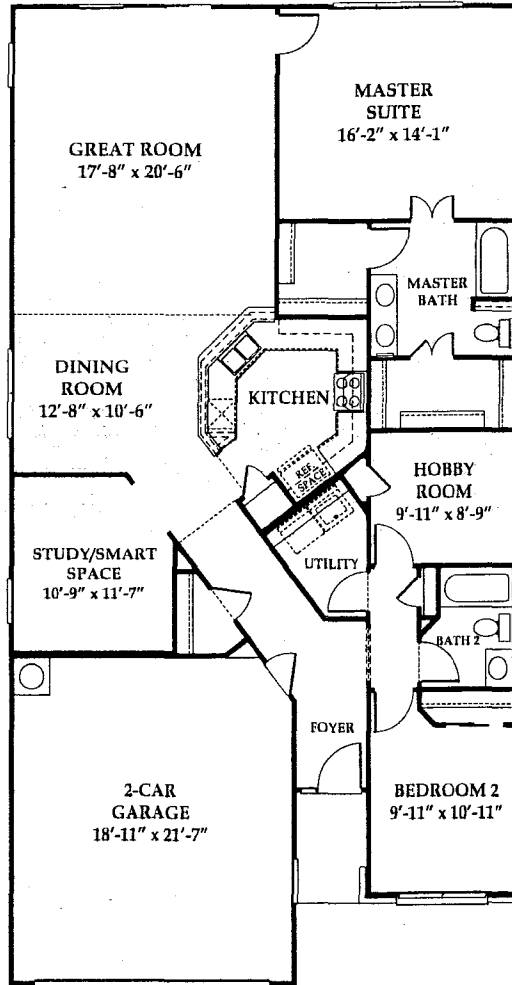 MASTER
SUITE
16'-2" x 14'-1"
GREAT ROOM
17'-8" x 20'-6"
MASTER
BATH
DINING
ROOM
12'-8" x 10'-6"
KITCHEN
REF
SPACE
HOBBY
ROOM
9'-11" x 8'-9"
STUDY/SMART
SPACE
10'-9" x 11'-7"
UTILITY
BATH 2
FOYER
2-CAR
GARAGE
18'-11" x 21'-7"
BEDROOM 2
9'-11" x 10'-11"